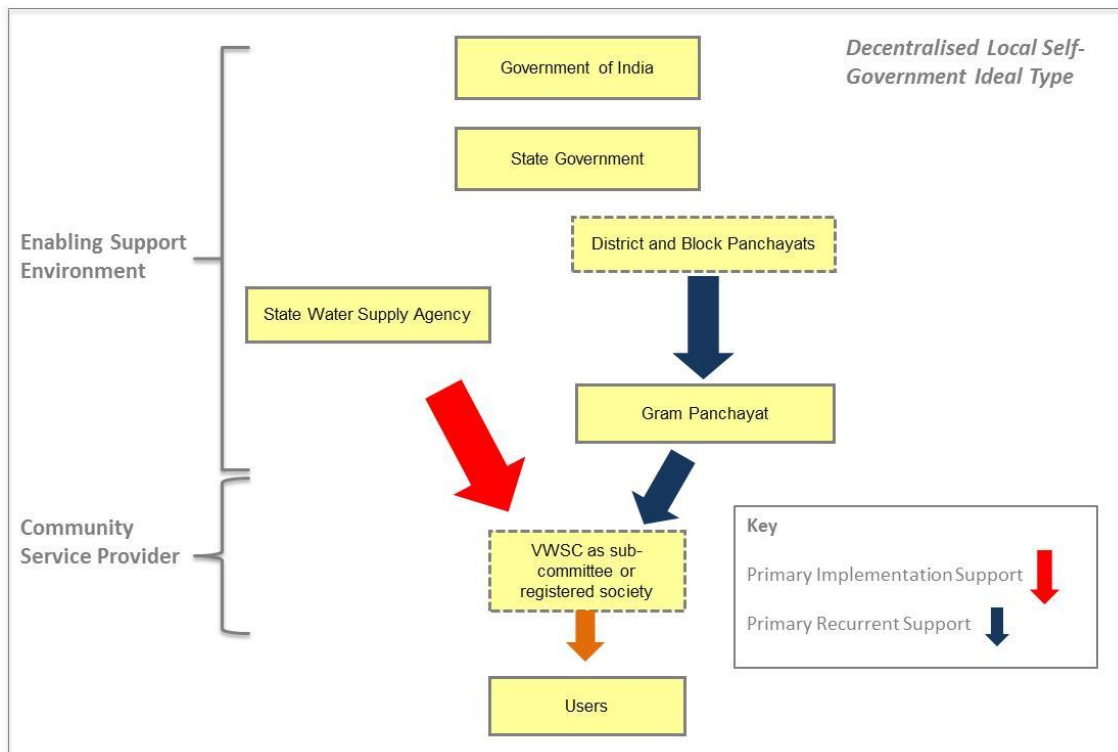 Decentralised Local Self-
Government Ideal Type
Government of India
State Government
District and Block Panchayats
Enabling Support
Environment
State Water Supply Agency
Gram Panchayat
Community
Service Provider
VWSC as sub-
committee or
registered society
Users
Key
Primary Implementation Support
Primary Recurrent Support